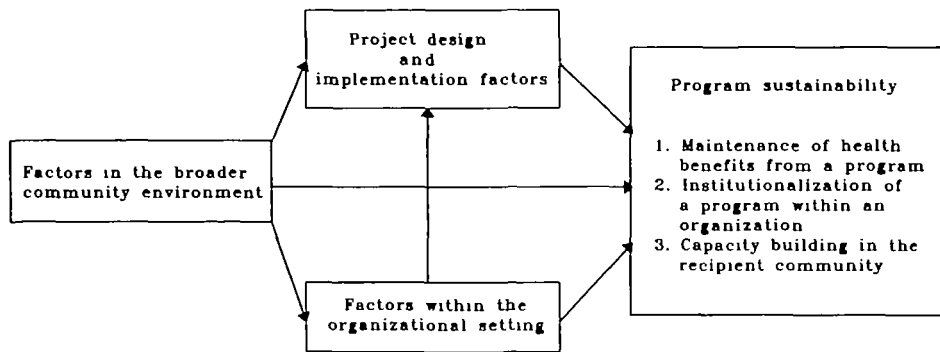 Project design
and
implementation factors
Factors in the broader
community environment
Factors within the
organizational setting
Program sustainability
1. Maintenance of health
benefits from a program
2. Institutionalization of
a program within an
organization
3. Capacity building in the
recipient community